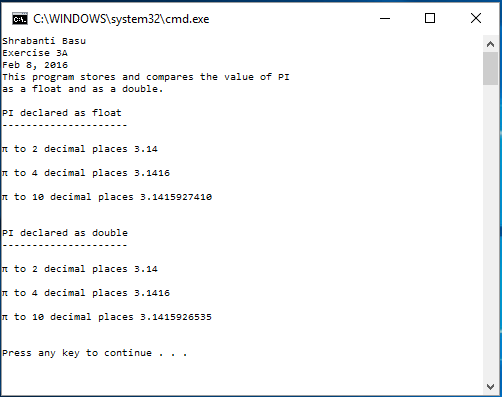 C:\WINDOWS\system32\cmd.exe
Shrabanti Basu
Exercise 3A
Feb 8, 2016
This program stores and compares the value of PI
as a float and as a double.
PI declared as float
---------------------
π to 2 decimal places 3.14
π to 4 decimal places 3.1416
π to 10 decimal places 3.1415927410
PI declared as double
---------------------
π to 2 decimal places 3.14
π to 4 decimal places 3.1416
π to 10 decimal places 3.1415926535
Press any key to continue . . .